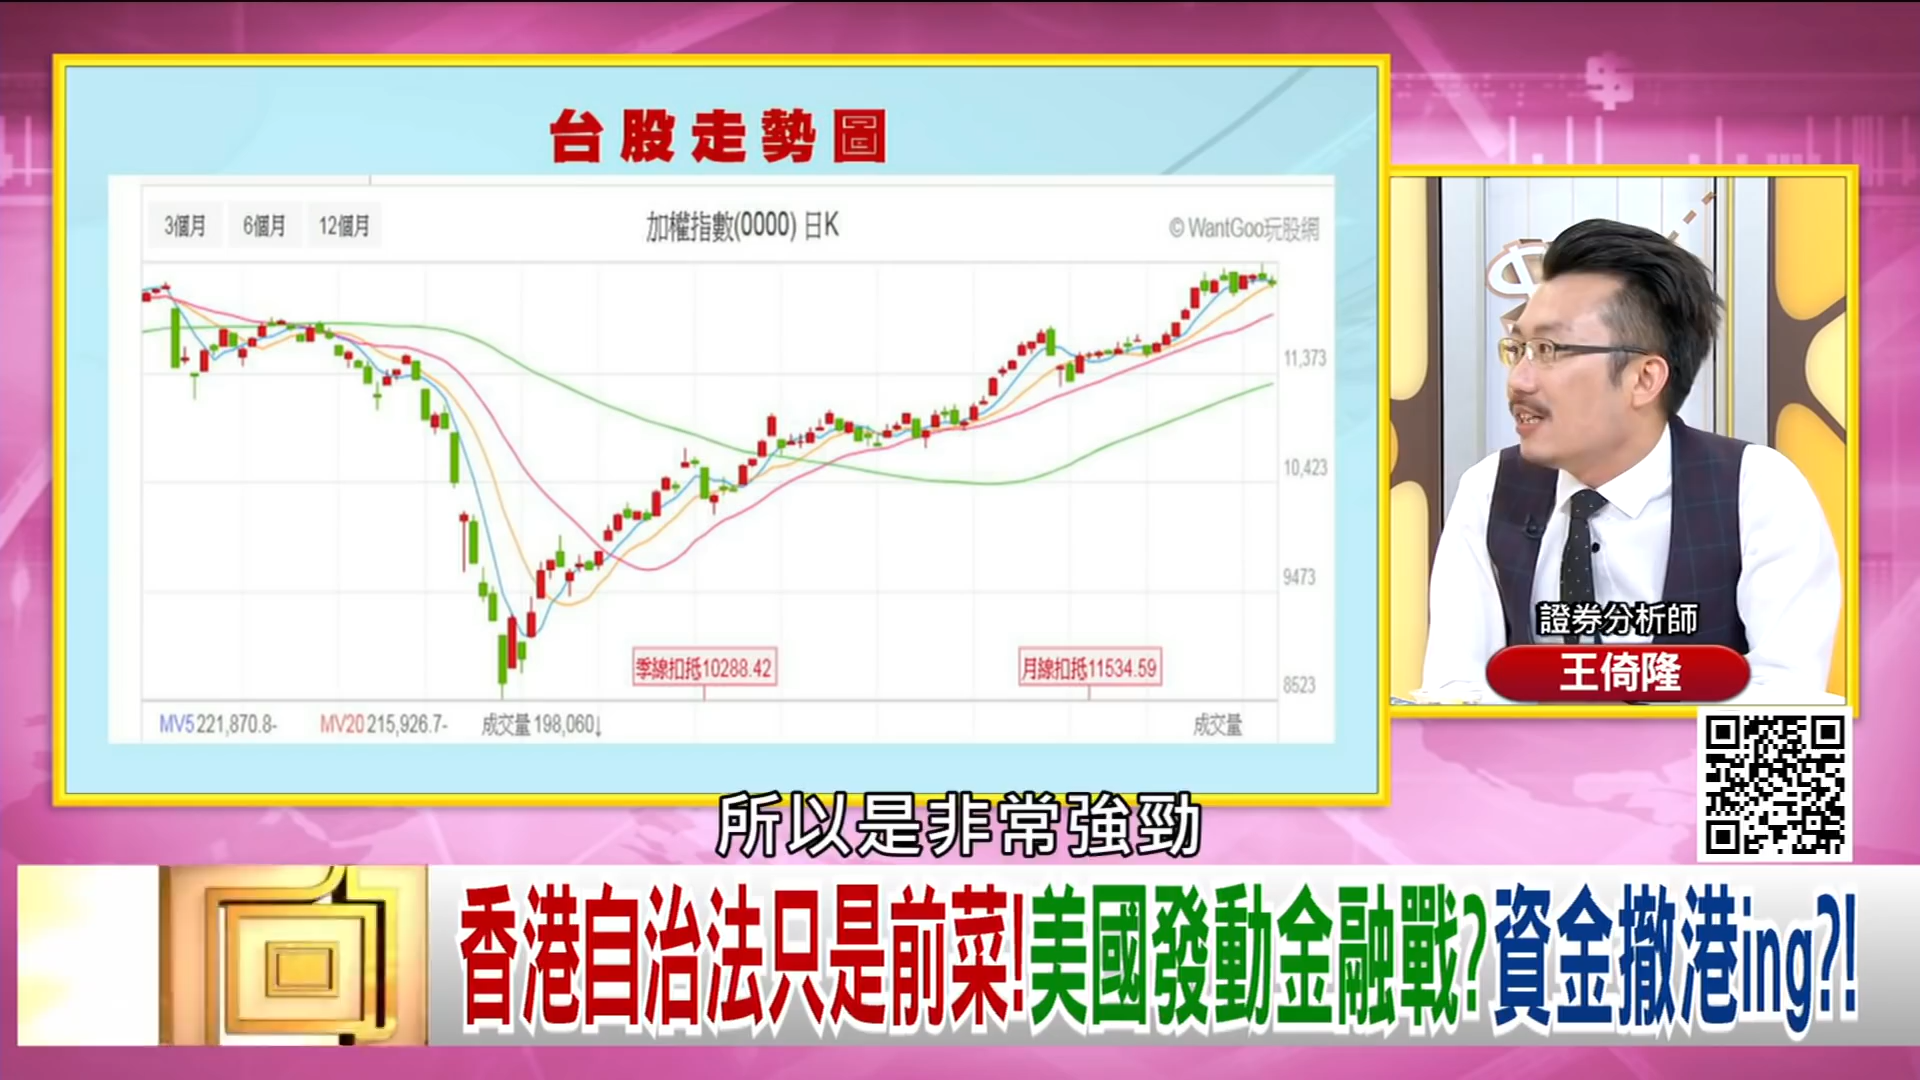 台股走勢圖
3個月 6個月 12個月
加權指數(0000) 日K
© WantGoo玩股網
11,373
10,423
9473
8523
季線扣抵10288.42
月線扣抵11534.59
MV5 221,870.8- MV20 215,926.7- 成交量 198,060↓
成交量
證券分析師
王倚隆
所以是非常強勁
香港自治法只是前菜!美國發動金融戰?資金撤港ing?!